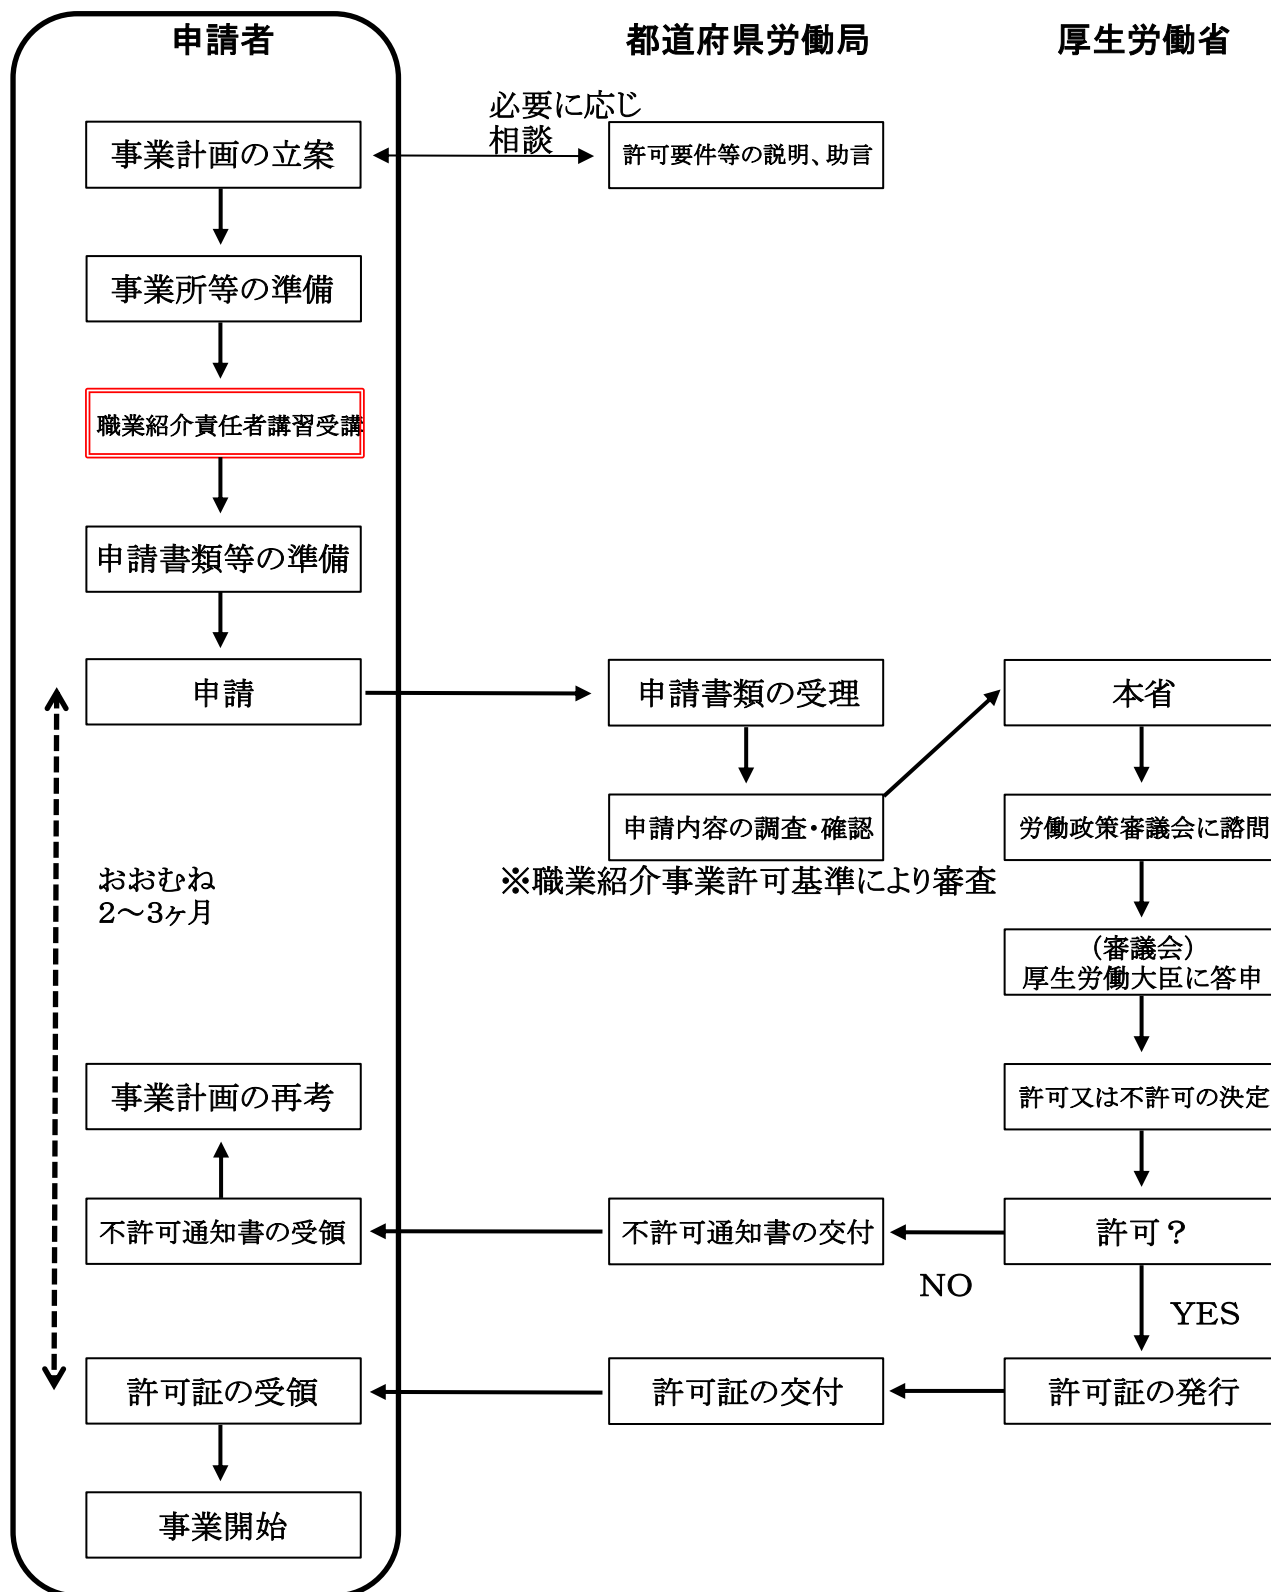 申請者
都道府県労働局
厚生労働省
必要に応じ
相談
事業計画の立案
許可要件等の説明、助言
事業所等の準備
職業紹介責任者講習受講
申請書類等の準備
申請
申請書類の受理
本省
申請内容の調査・確認
労働政策審議会に諮問
※職業紹介事業許可基準により審査
おおむね
2～3ヶ月
(審議会)
厚生労働大臣に答申
事業計画の再考
許可又は不許可の決定
不許可通知書の受領
不許可通知書の交付
許可？
NO
YES
許可証の受領
許可証の交付
許可証の発行
事業開始